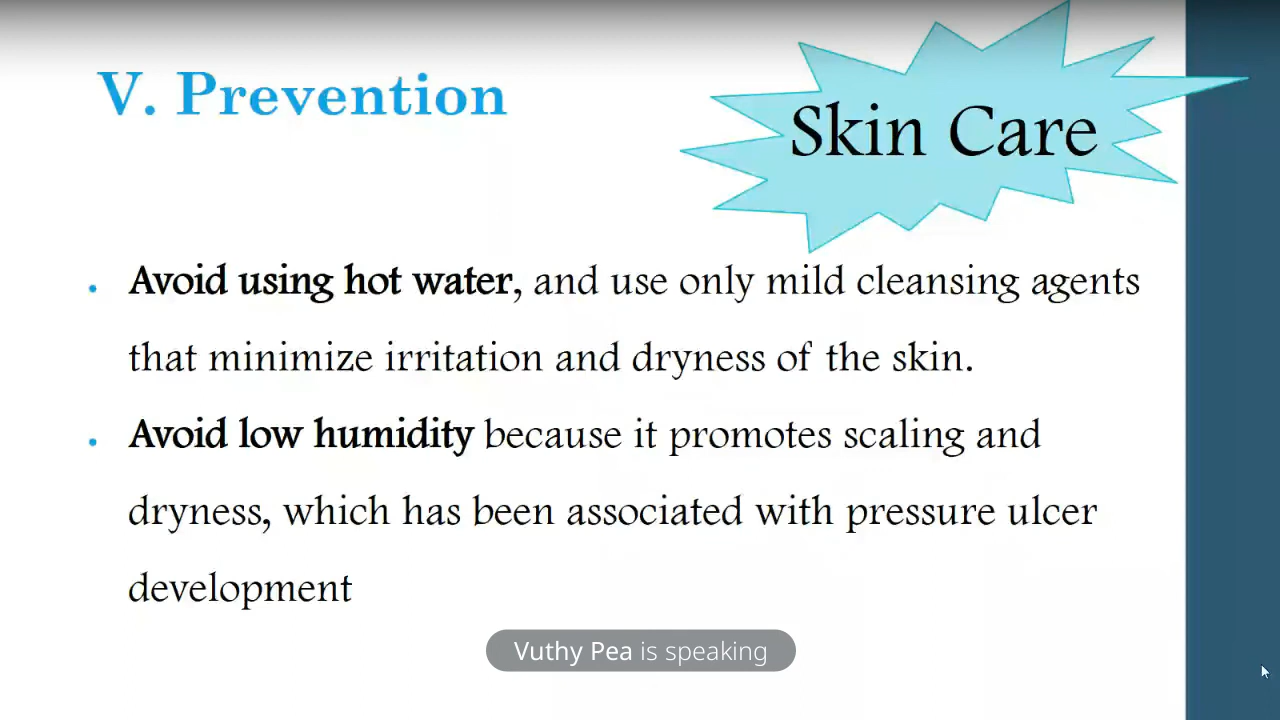 V. Prevention
Skin Care
Avoid using hot water, and use only mild cleansing agents
that minimize irritation and dryness of the skin.
Avoid low humidity because it promotes scaling and
dryness, which has been associated with pressure ulcer
development
Vuthy Pea is speaking